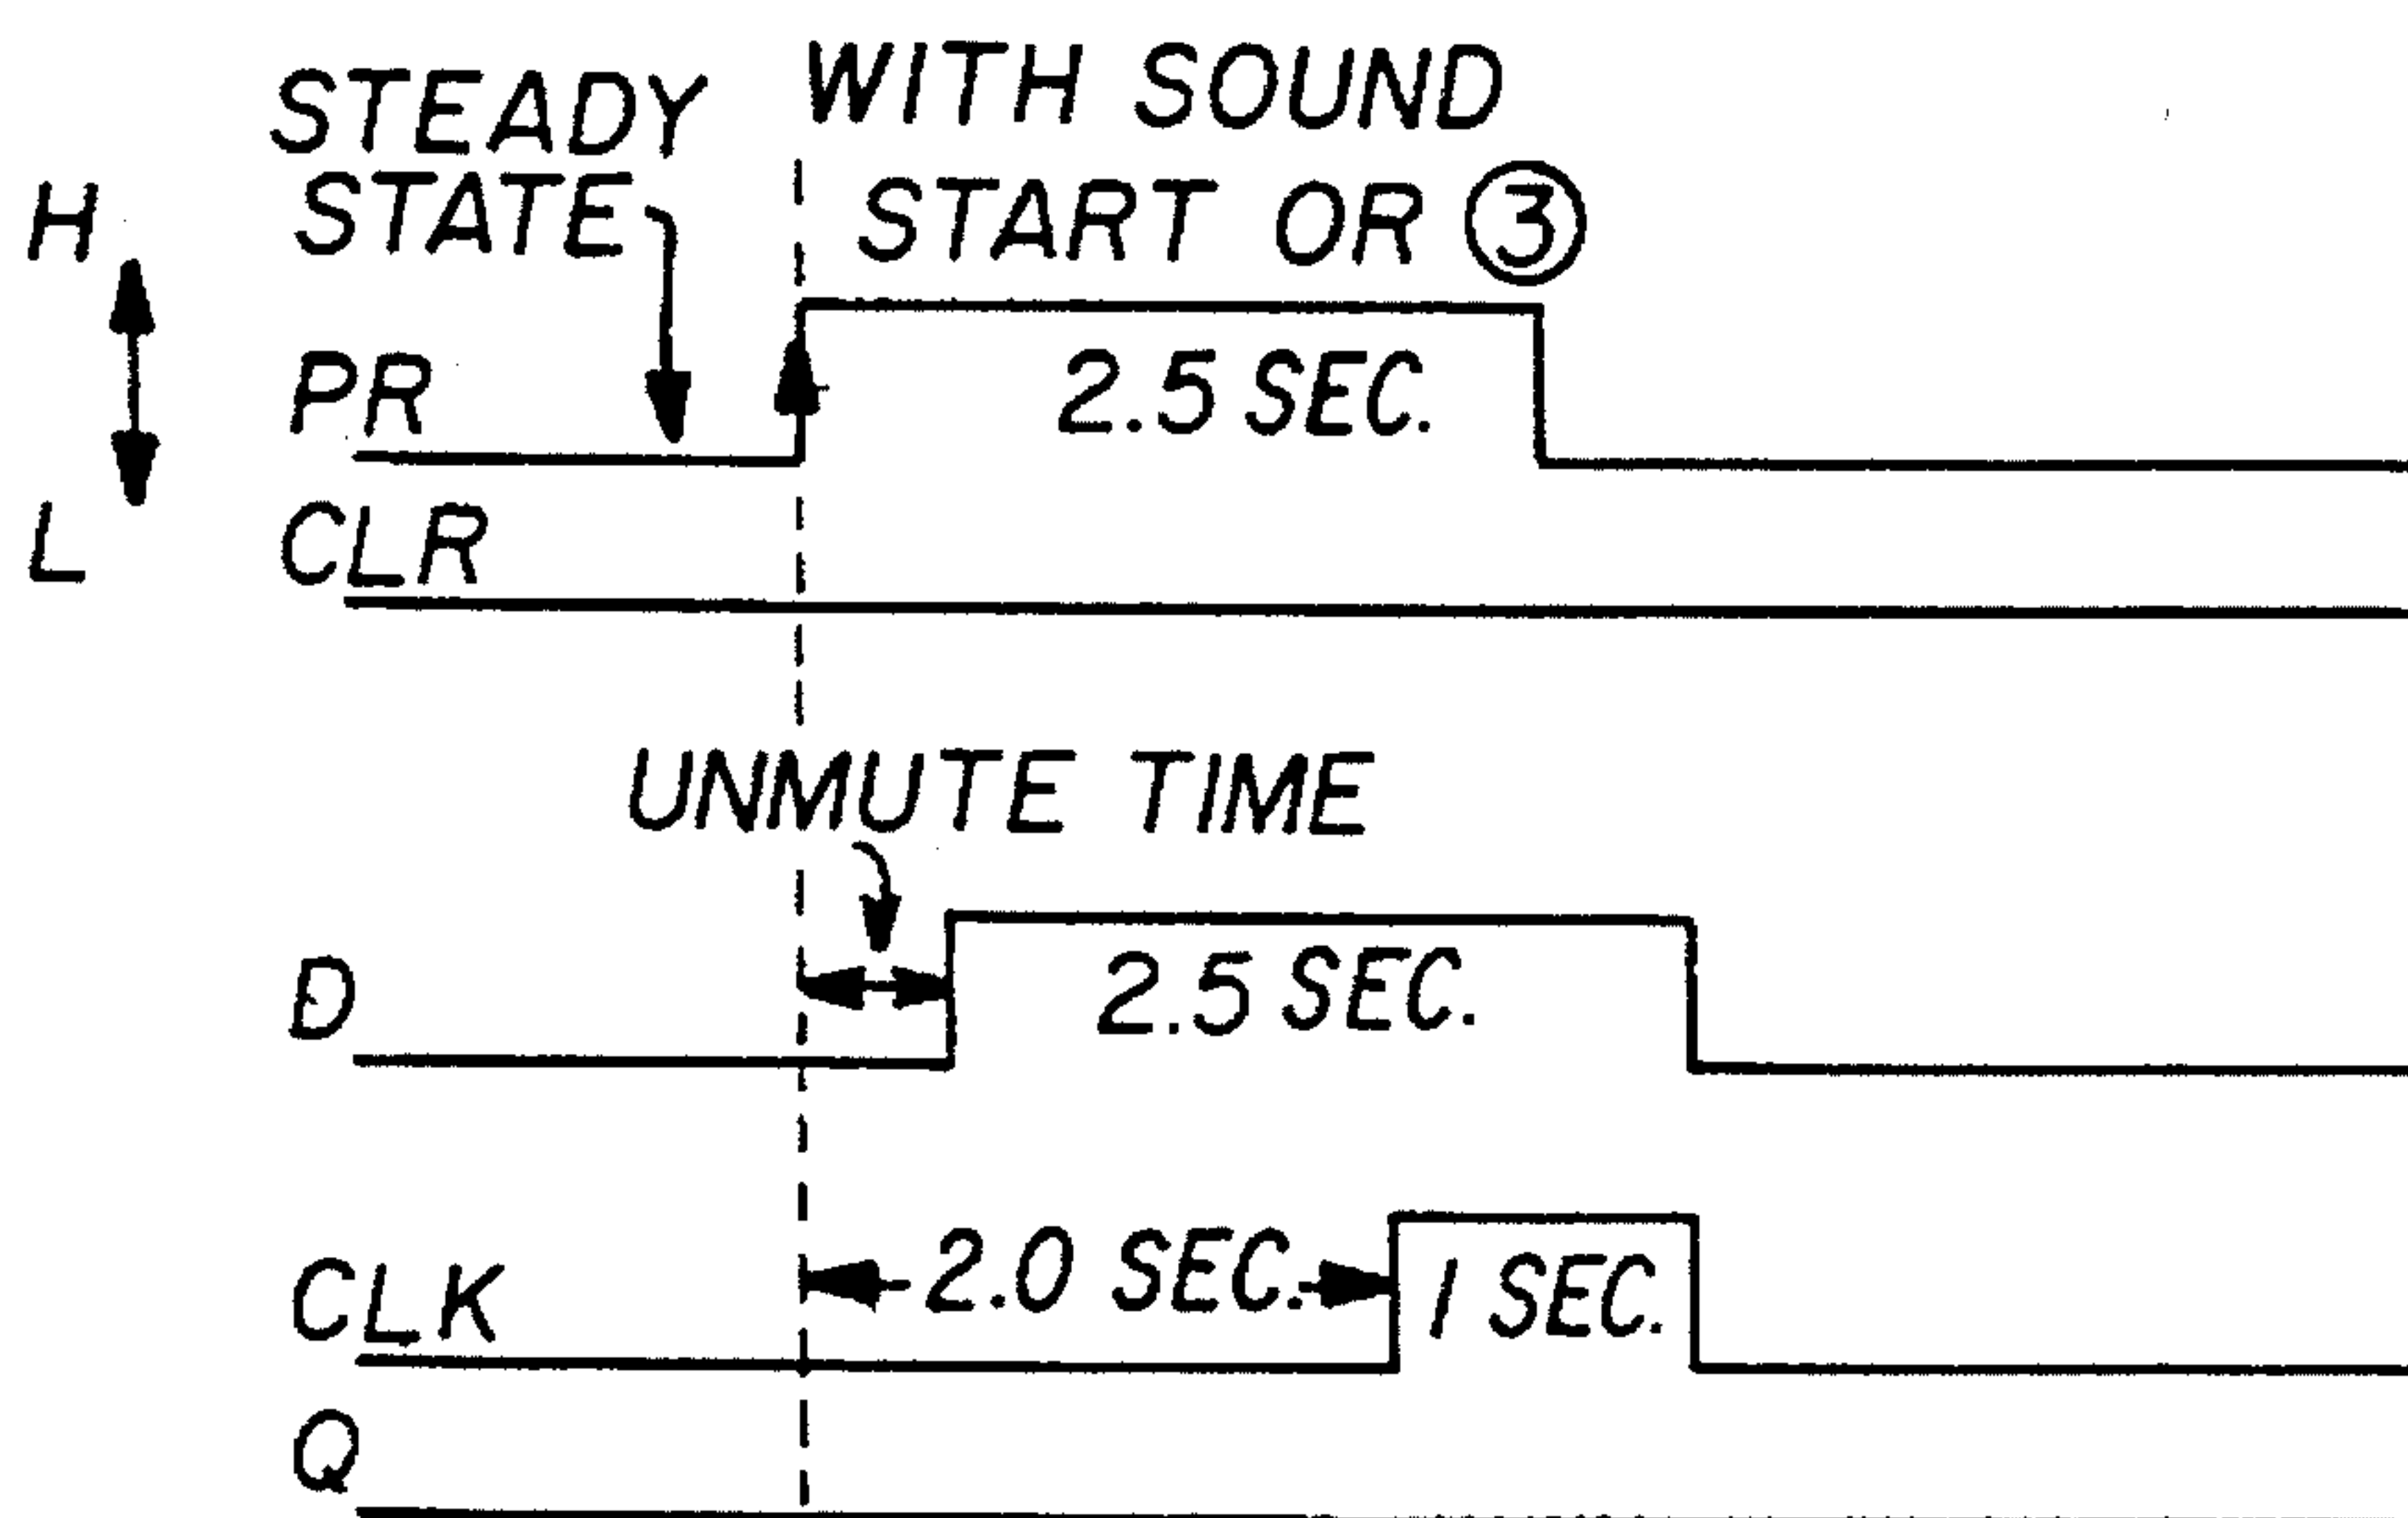 STEADY
STATE
WITH SOUND
START OR ③
H
L
PR
2.5 SEC.
CLR
UNMUTE TIME
D
2.5 SEC.
CLK
2.0 SEC.
1 SEC.
Q